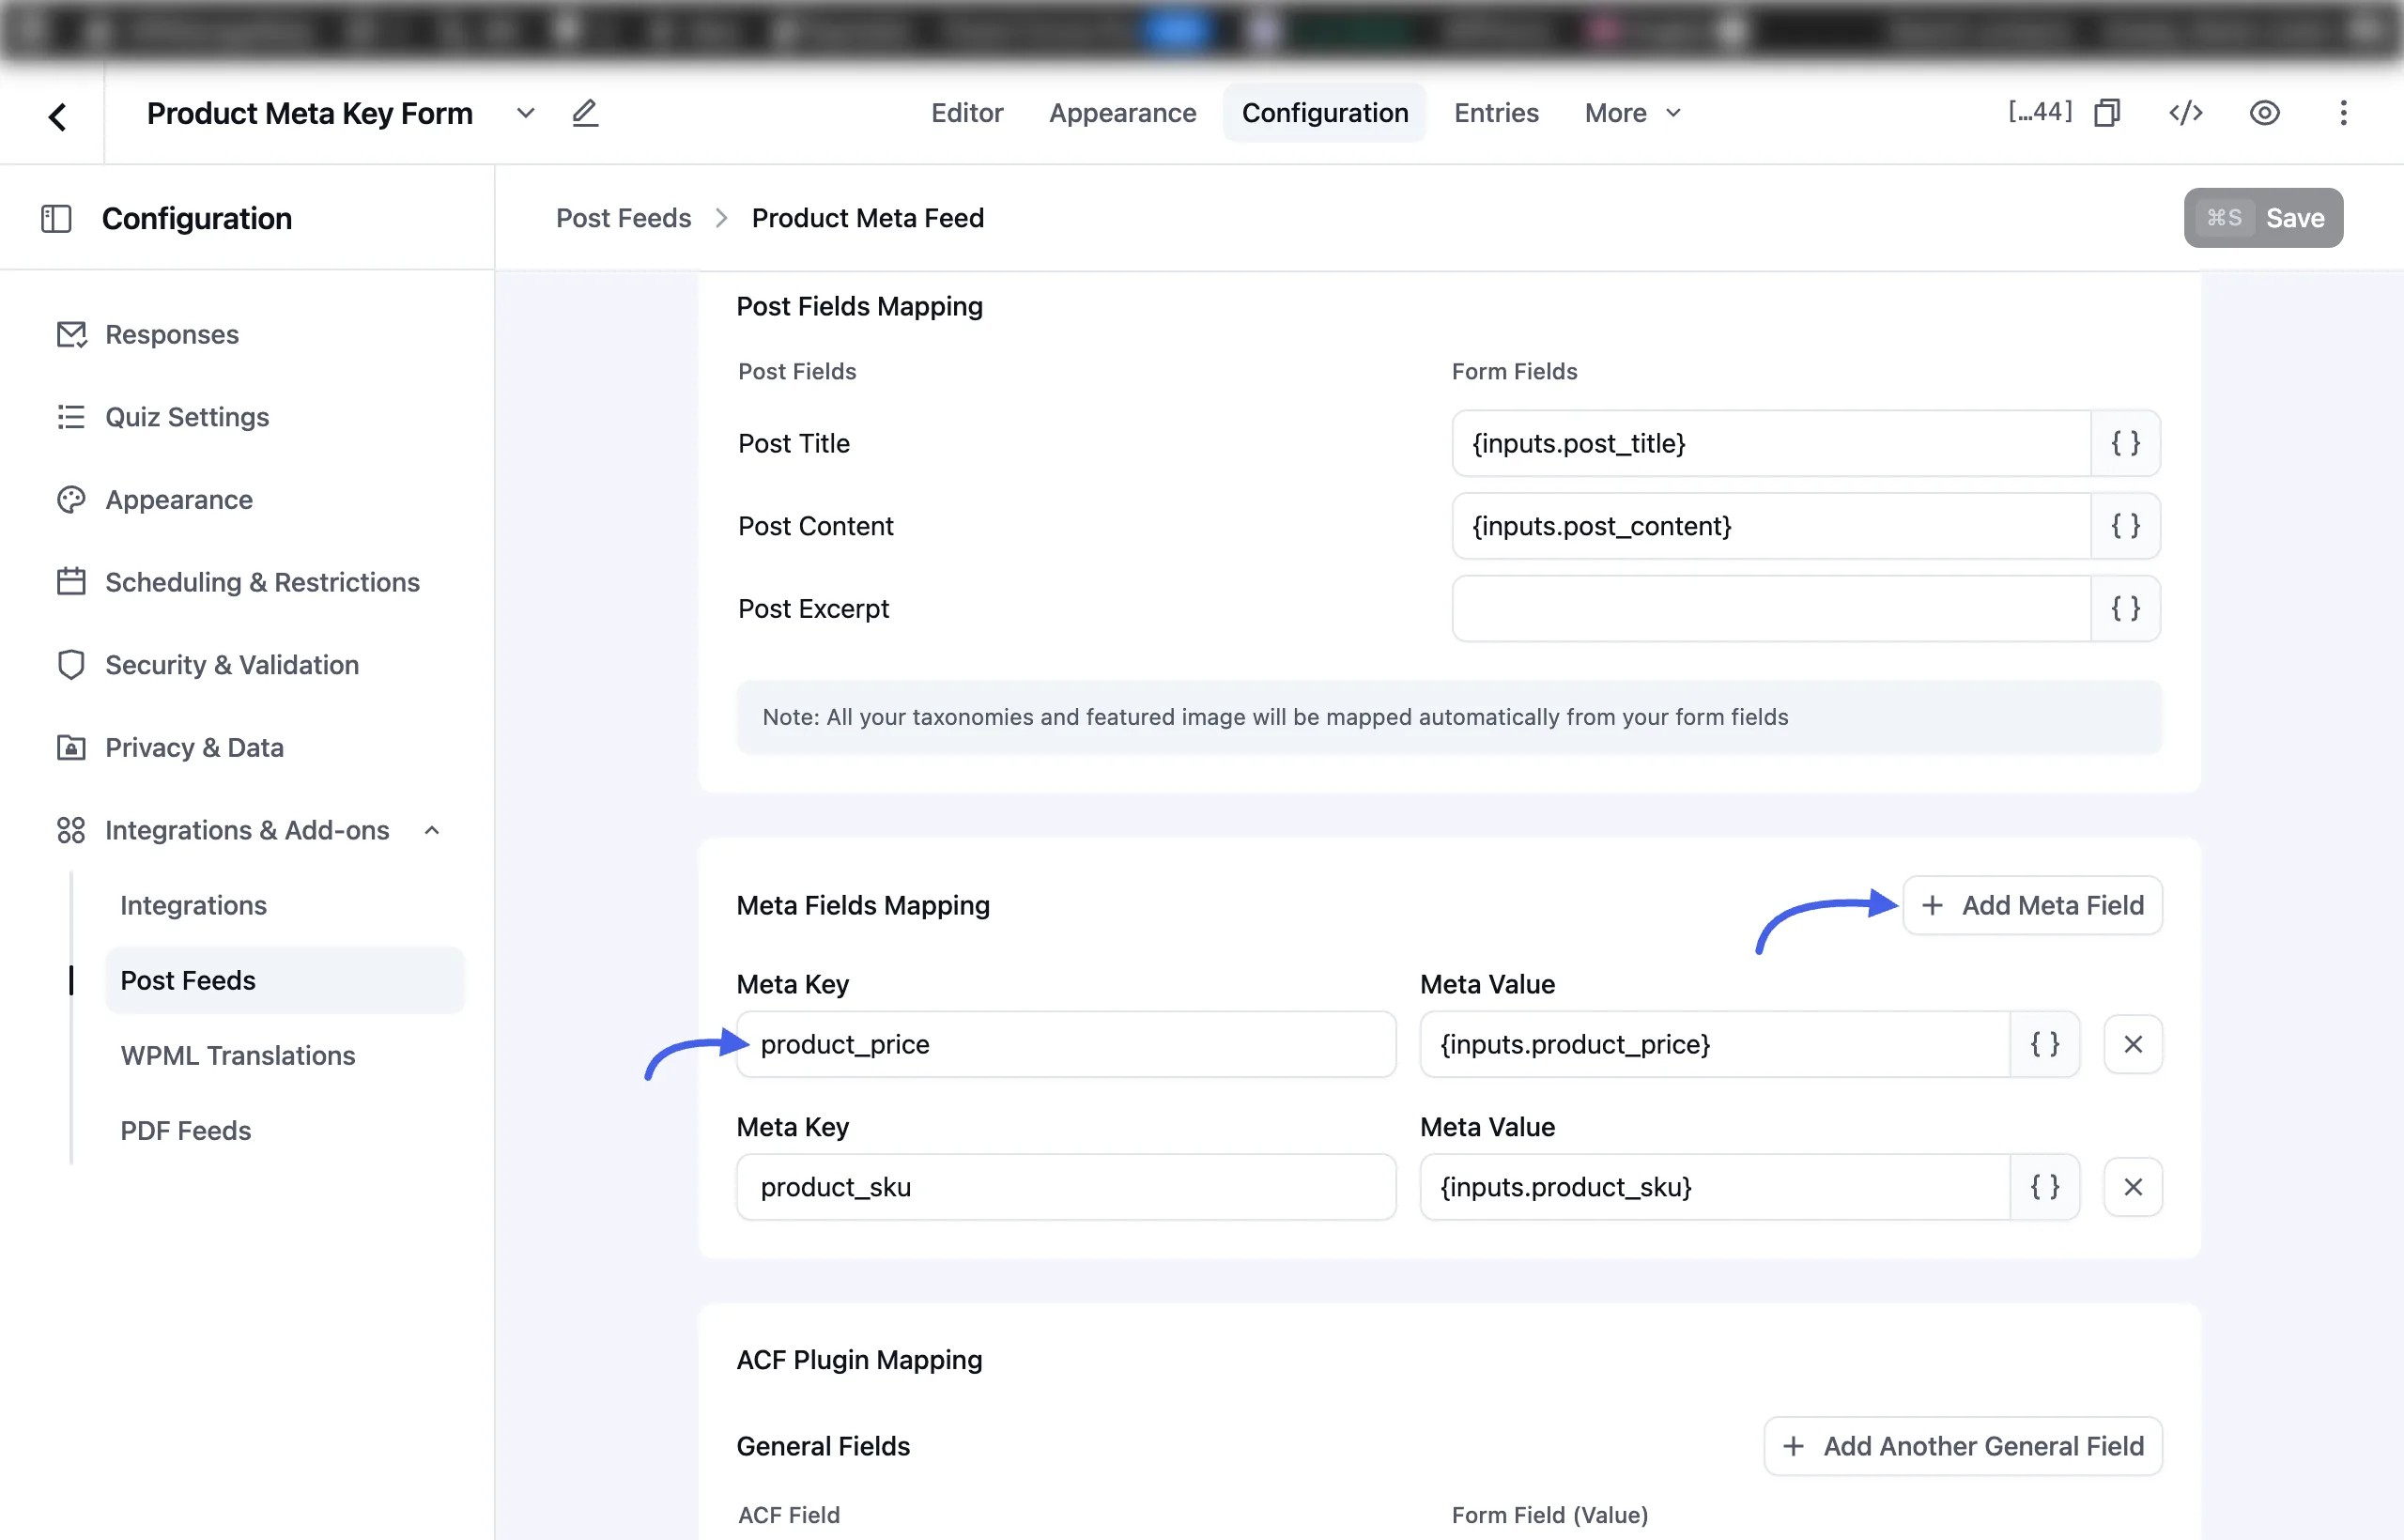 Product Meta Key Form
Editor Appearance Configuration Entries More
[...44]
Configuration
Post Feeds > Product Meta Feed
⌘S Save
Responses
Quiz Settings
Appearance
Scheduling & Restrictions
Security & Validation
Privacy & Data
Integrations & Add-ons
Integrations
Post Feeds
WPML Translations
PDF Feeds
Post Fields Mapping
Post Fields Form Fields
Post Title {inputs.post_title} { }
Post Content {inputs.post_content} { }
Post Excerpt { }
Note: All your taxonomies and featured image will be mapped automatically from your form fields
Meta Fields Mapping + Add Meta Field
Meta Key Meta Value
product_price {inputs.product_price} { }
Meta Key Meta Value
product_sku {inputs.product_sku} { }
ACF Plugin Mapping
General Fields + Add Another General Field
ACF Field Form Field (Value)